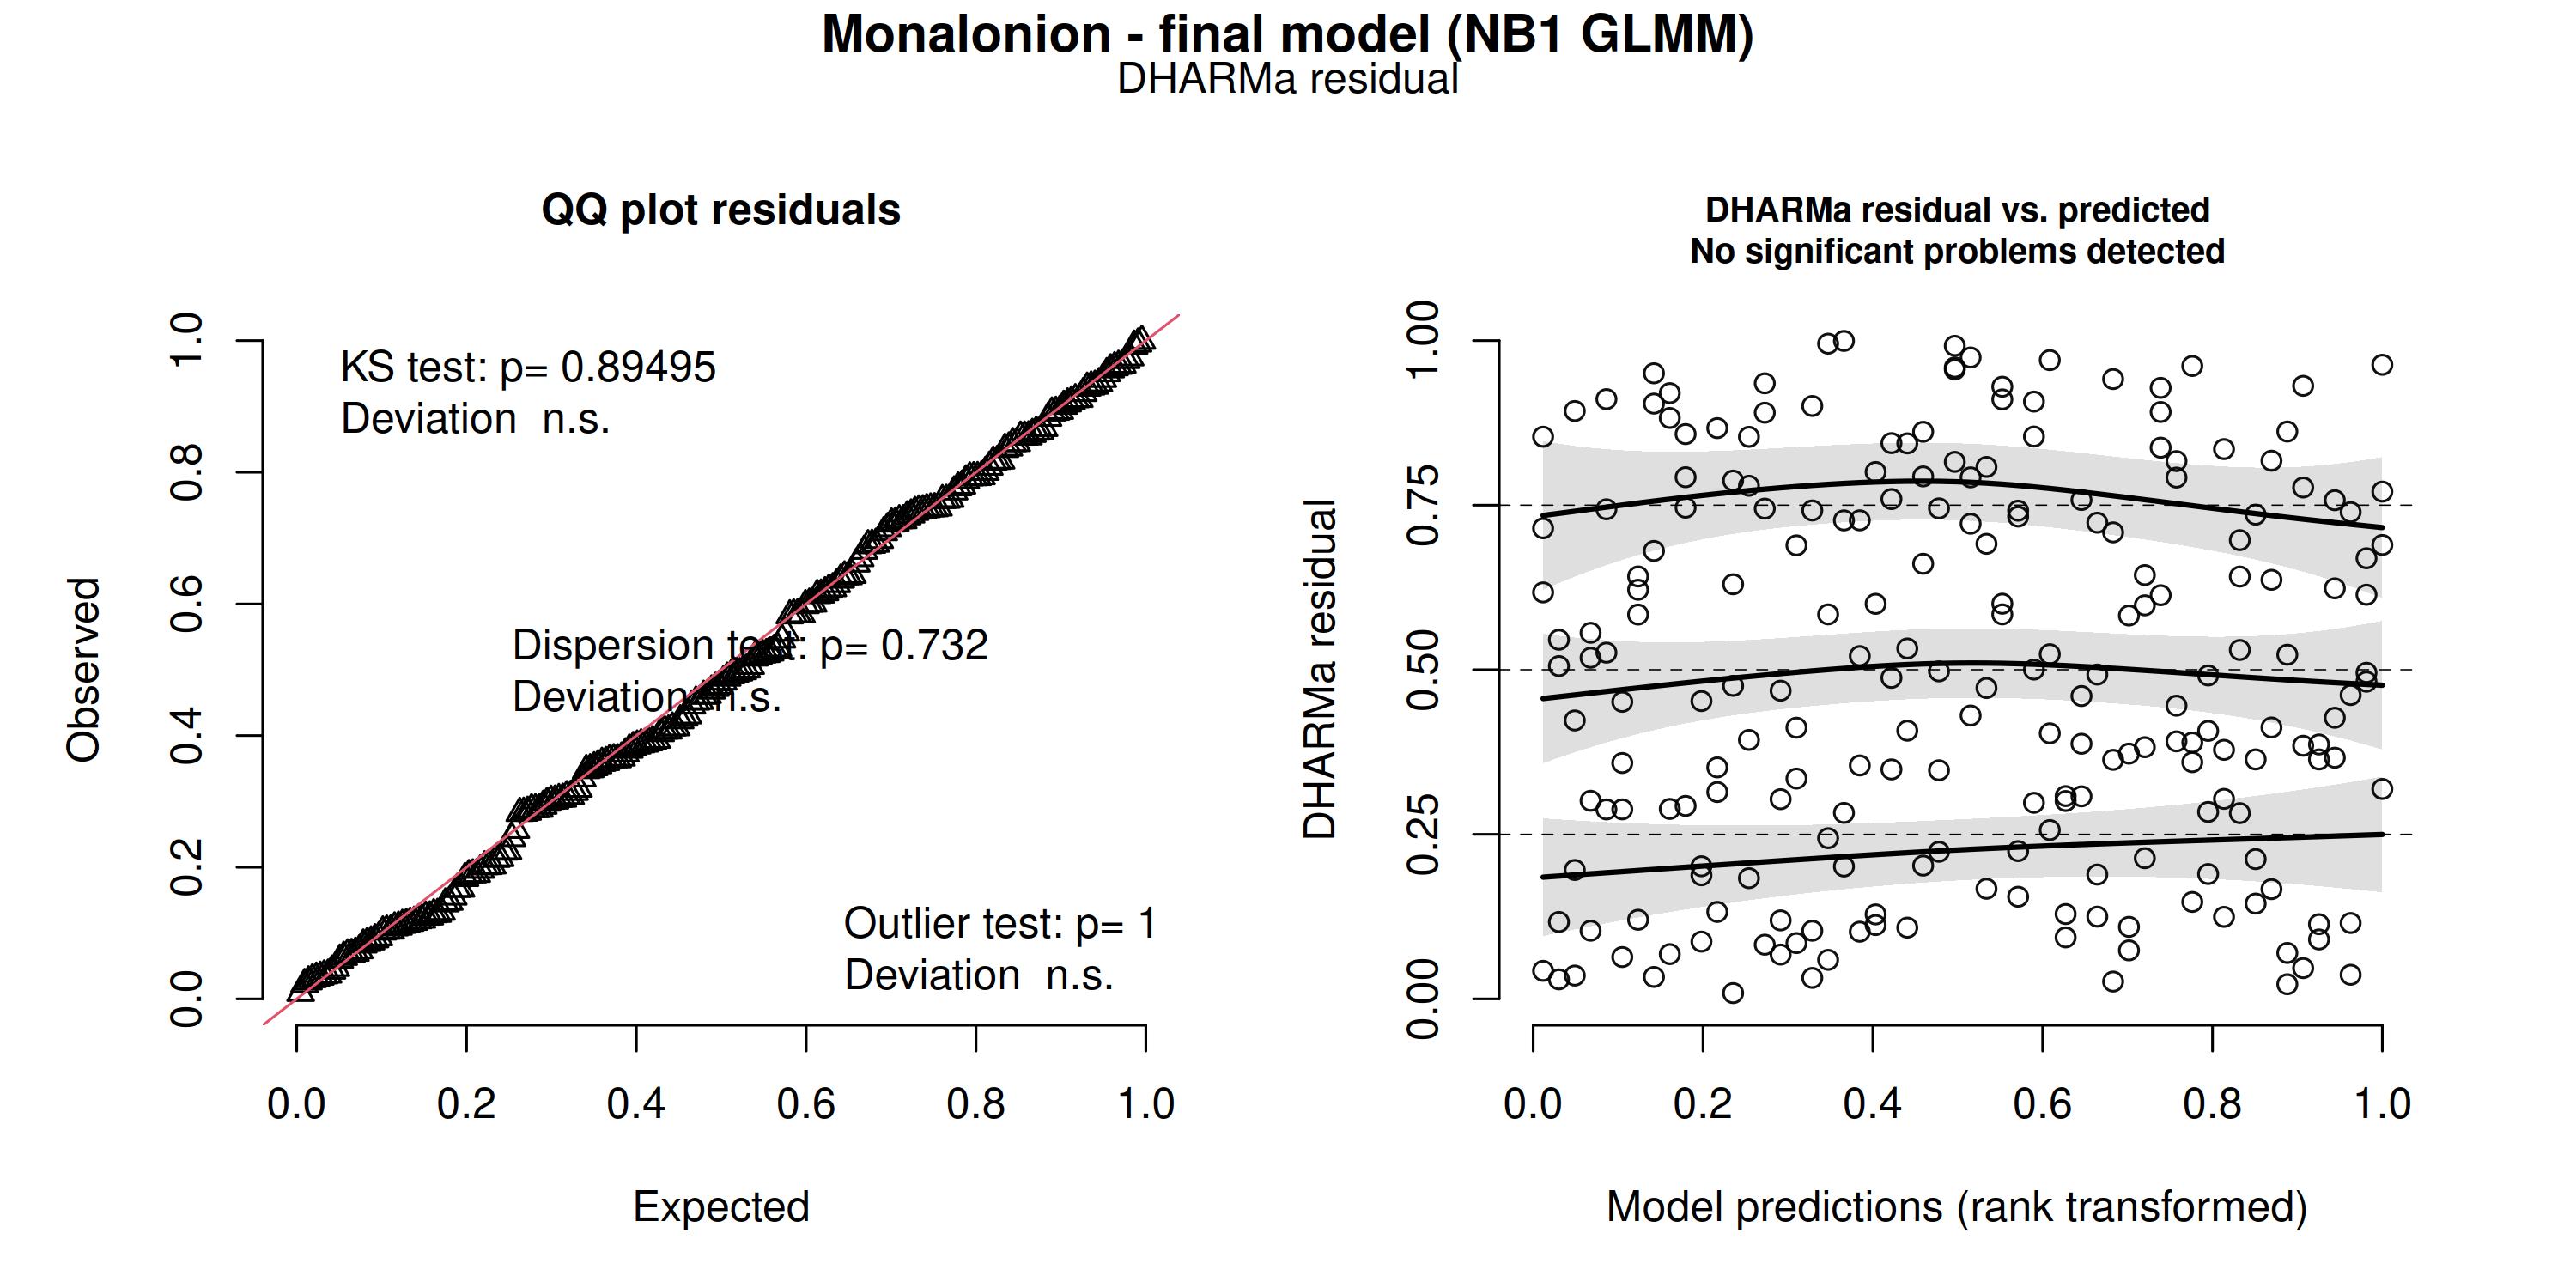 Monalonion - final model (NB1 GLMM)
DHARMa residual
QQ plot residuals
KS test: p= 0.89495
Deviation n.s.
Dispersion test: p= 0.732
Deviation n.s.
Outlier test: p= 1
Deviation n.s.
Observed
0.0 0.2 0.4 0.6 0.8 1.0
0.0 0.2 0.4 0.6 0.8 1.0
Expected
DHARMa residual vs. predicted
No significant problems detected
DHARMa residual
0.00 0.25 0.50 0.75 1.00
0.0 0.2 0.4 0.6 0.8 1.0
Model predictions (rank transformed)